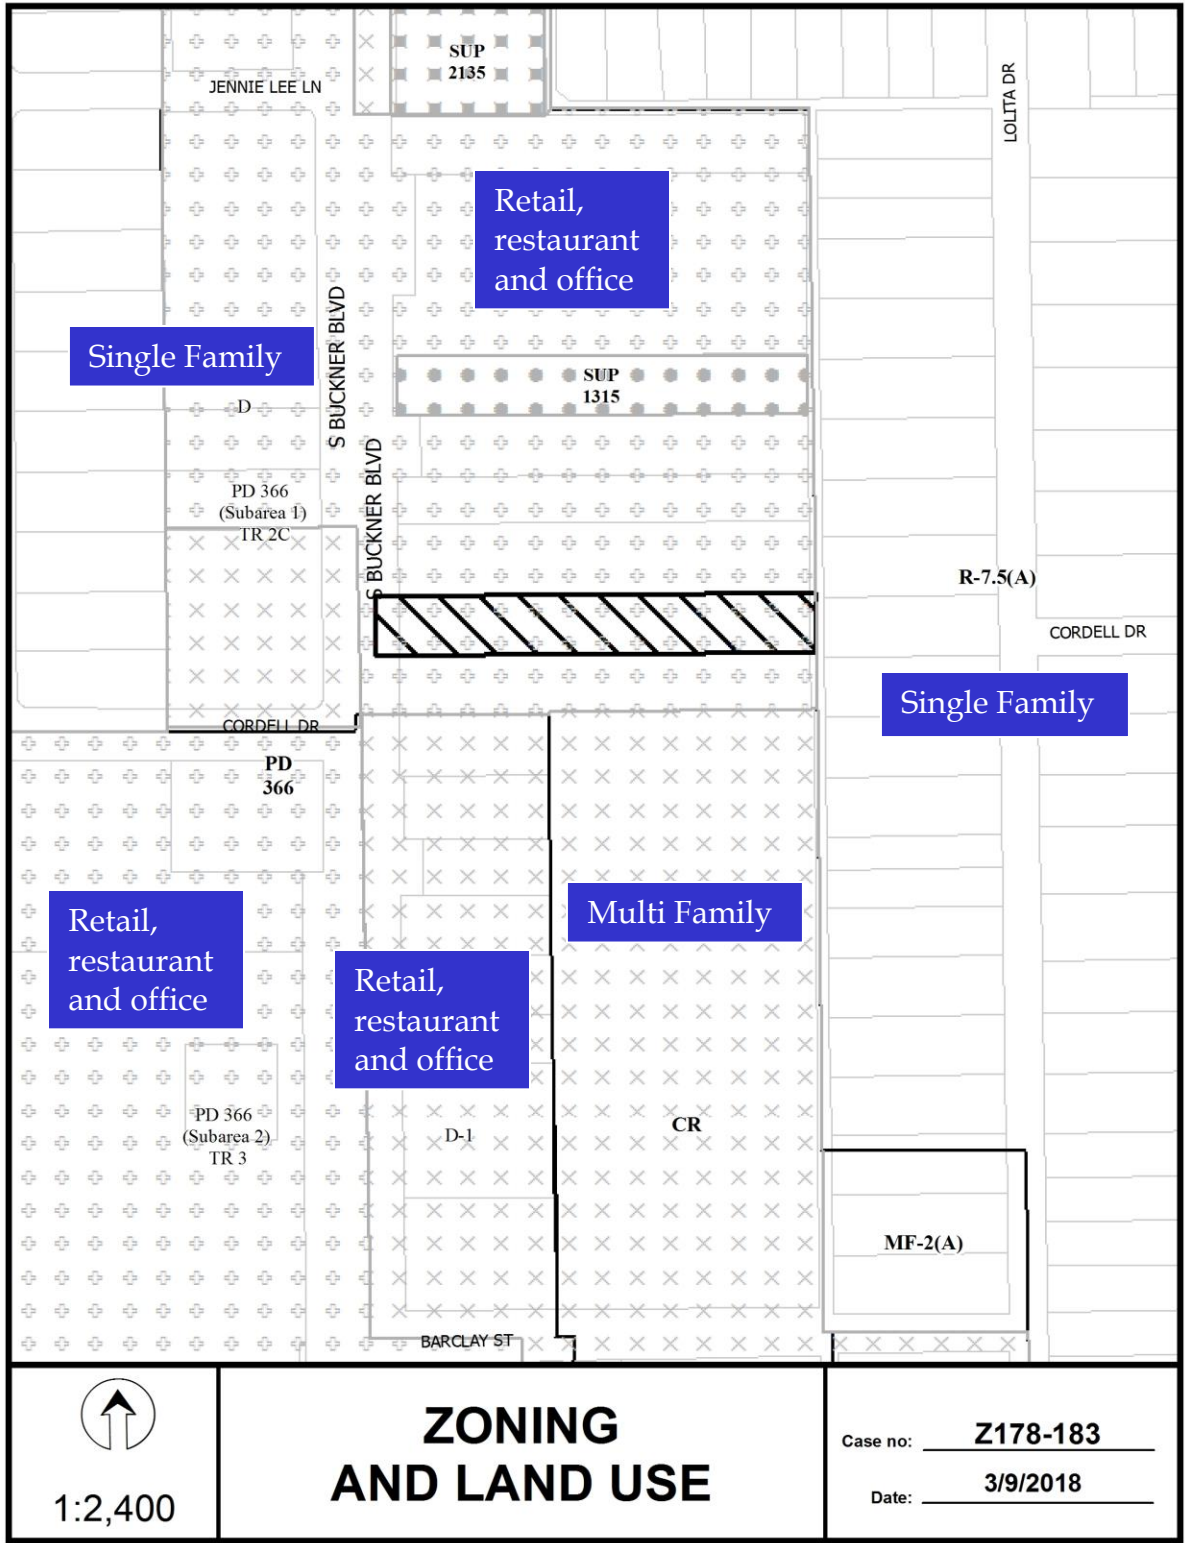 SUP
2135
JENNIE LEE LN
LOLITA DR
Retail,
restaurant
and office
S BUCKNER BLVD
Single Family
SUP
1315
D
S BUCKNER BLVD
PD 366
(Subarea 1)
TR 2C
R-7.5(A)
CORDELL DR
Single Family
CORDELL DR
PD
366
Multi Family
Retail,
restaurant
and office
Retail,
restaurant
and office
PD 366
(Subarea 2)
TR 3
D-1
CR
MF-2(A)
BARCLAY ST
1:2,400
ZONING
AND LAND USE
Case no: Z178-183
Date: 3/9/2018